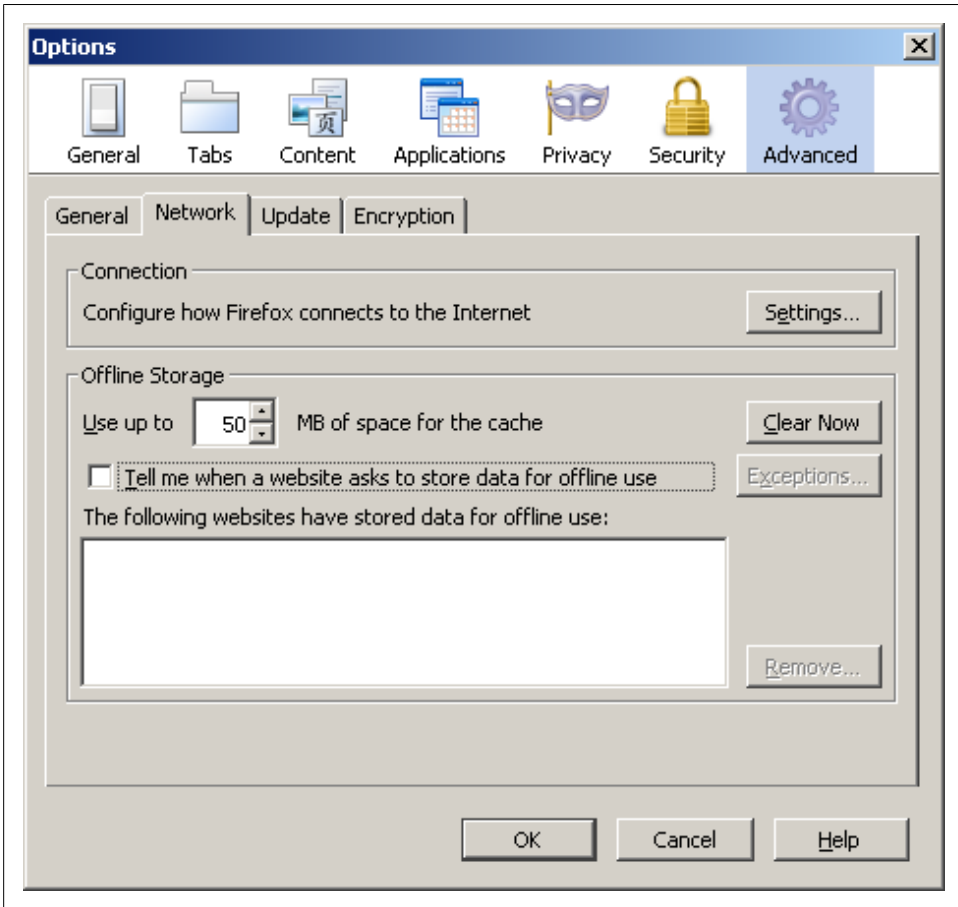 Options
页
General Tabs Content Applications Privacy Security Advanced
General Network Update Encryption
Connection
Configure how Firefox connects to the Internet Settings...
Offline Storage
Use up to 50 MB of space for the cache Clear Now
Tell me when a website asks to store data for offline use Exceptions...
The following websites have stored data for offline use:
Remove...
OK Cancel Help